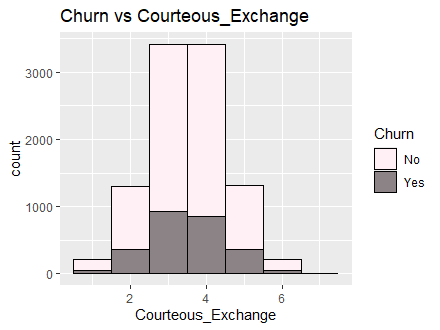 Churn vs Courteous_Exchange
3000
2000
1000
0
count
2 4 6
Courteous_Exchange
Churn
No
Yes